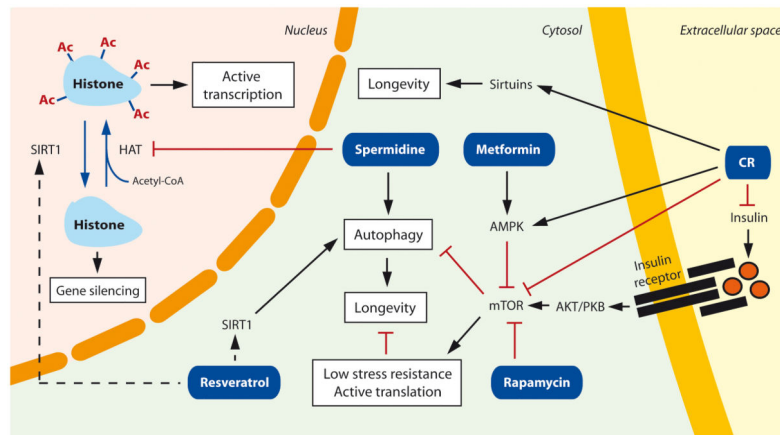 Nucleus
Cytosol
Extracellular space
Ac
Ac
Ac
Ac
Ac
Histone
Active
transcription
Longevity
Sirtuins
SIRT1
HAT
Acetyl-CoA
Spermidine
Metformin
CR
Insulin
Histone
Autophagy
AMPK
Insulin
receptor
Gene silencing
Longevity
mTOR
AKT/PKB
SIRT1
Resveratrol
Low stress resistance
Active translation
Rapamycin